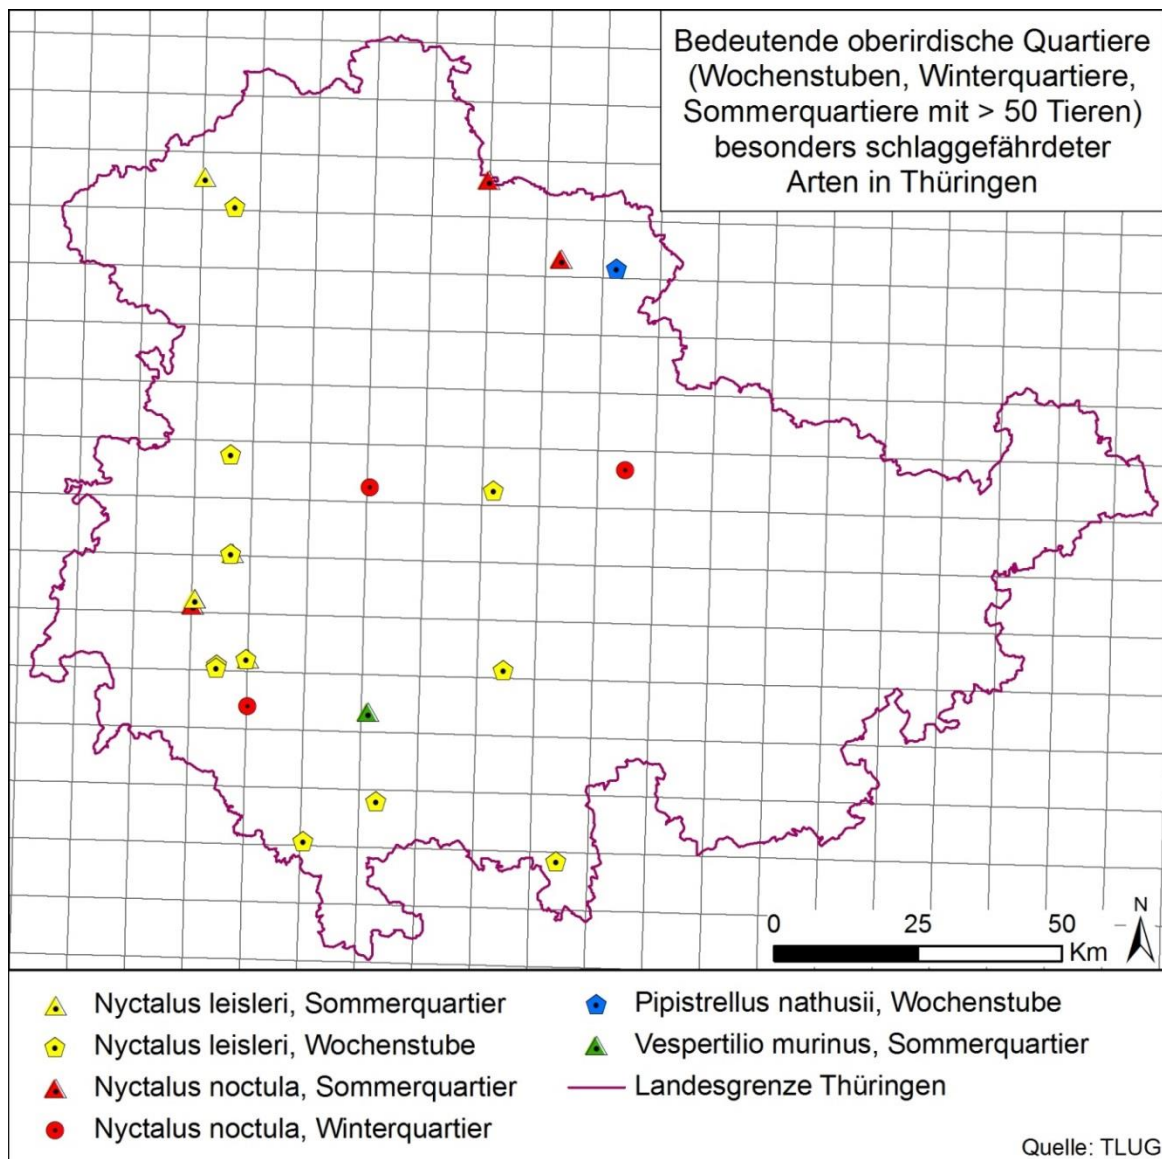 Bedeutende oberirdische Quartiere
(Wochenstuben, Winterquartiere,
Sommerquartiere mit > 50 Tieren)
besonders schlaggefährdeter
Arten in Thüringen
N
0 25 50
Km
Nyctalus leisleri, Sommerquartier
Nyctalus leisleri, Wochenstube
Nyctalus noctula, Sommerquartier
Nyctalus noctula, Winterquartier
Pipistrellus nathusii, Wochenstube
Vespertilio murinus, Sommerquartier
Landesgrenze Thüringen
Quelle: TLUG